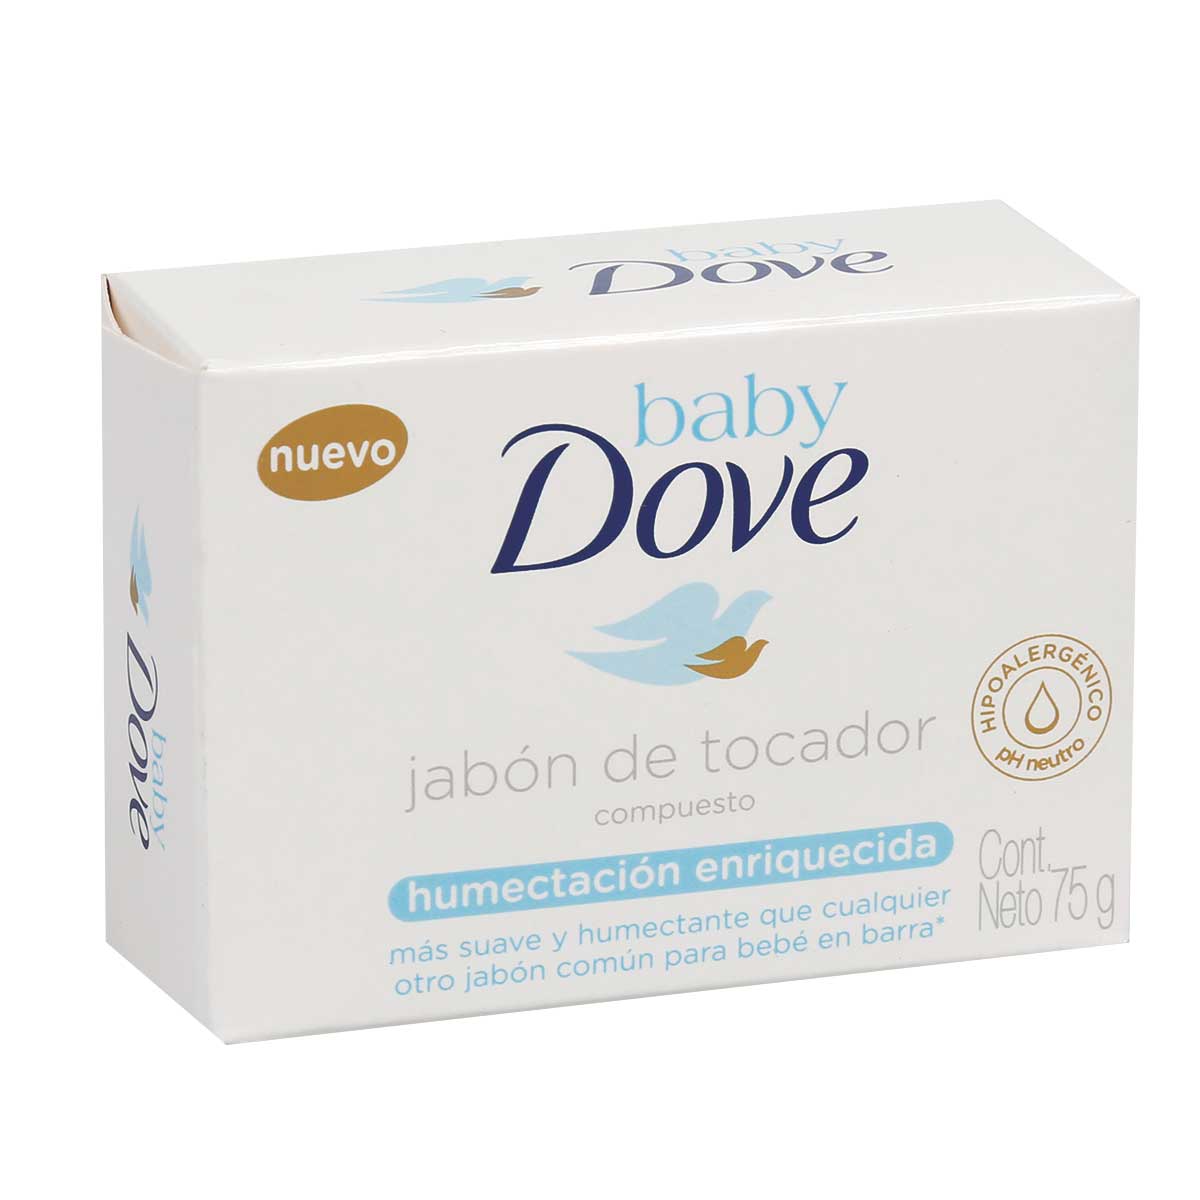 baby
Dove
nuevo
baby
Dove
jabón de tocador
compuesto
humectación enriquecida
más suave y humectante que cualquier
otro jabón común para bebé en barra*
HIPOALERGÉNICO
pH neutro
Cont.
Neto 75 g
baby
Dove